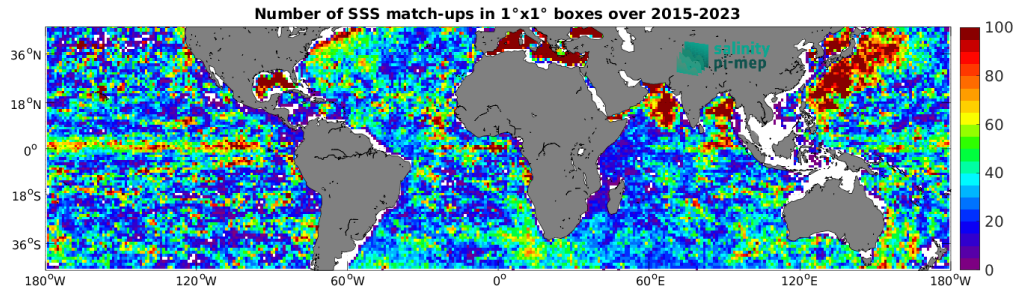 Number of SSS match-ups in 1°x1° boxes over 2015-2023
salinity
pi-mep
36°N
18°N
0°
18°S
36°S
180°W
120°W
60°W
0°
60°E
120°E
180°W
100
80
60
40
20
0